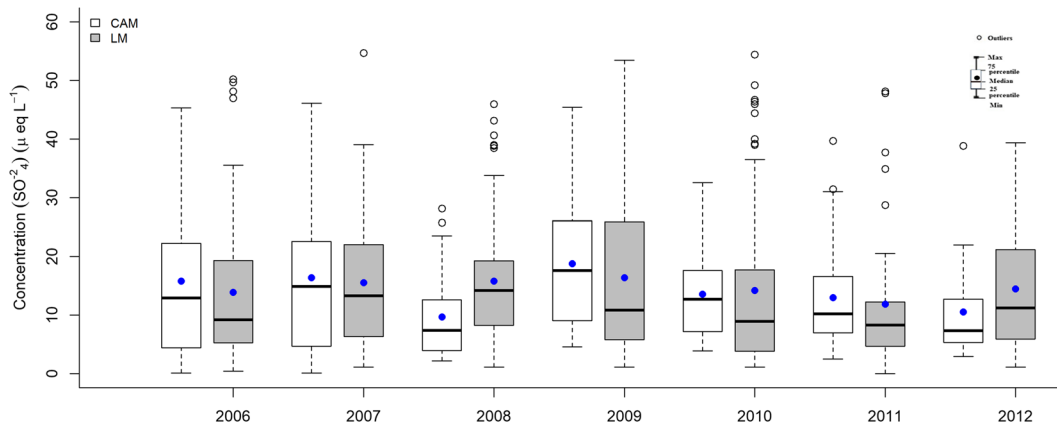 Concentration (SO⁻²₄) (μ eq L⁻¹)
60
50
40
30
20
10
0
CAM
LM
Outliers
Max
75
percentile
Median
25
percentile
Min
2006
2007
2008
2009
2010
2011
2012